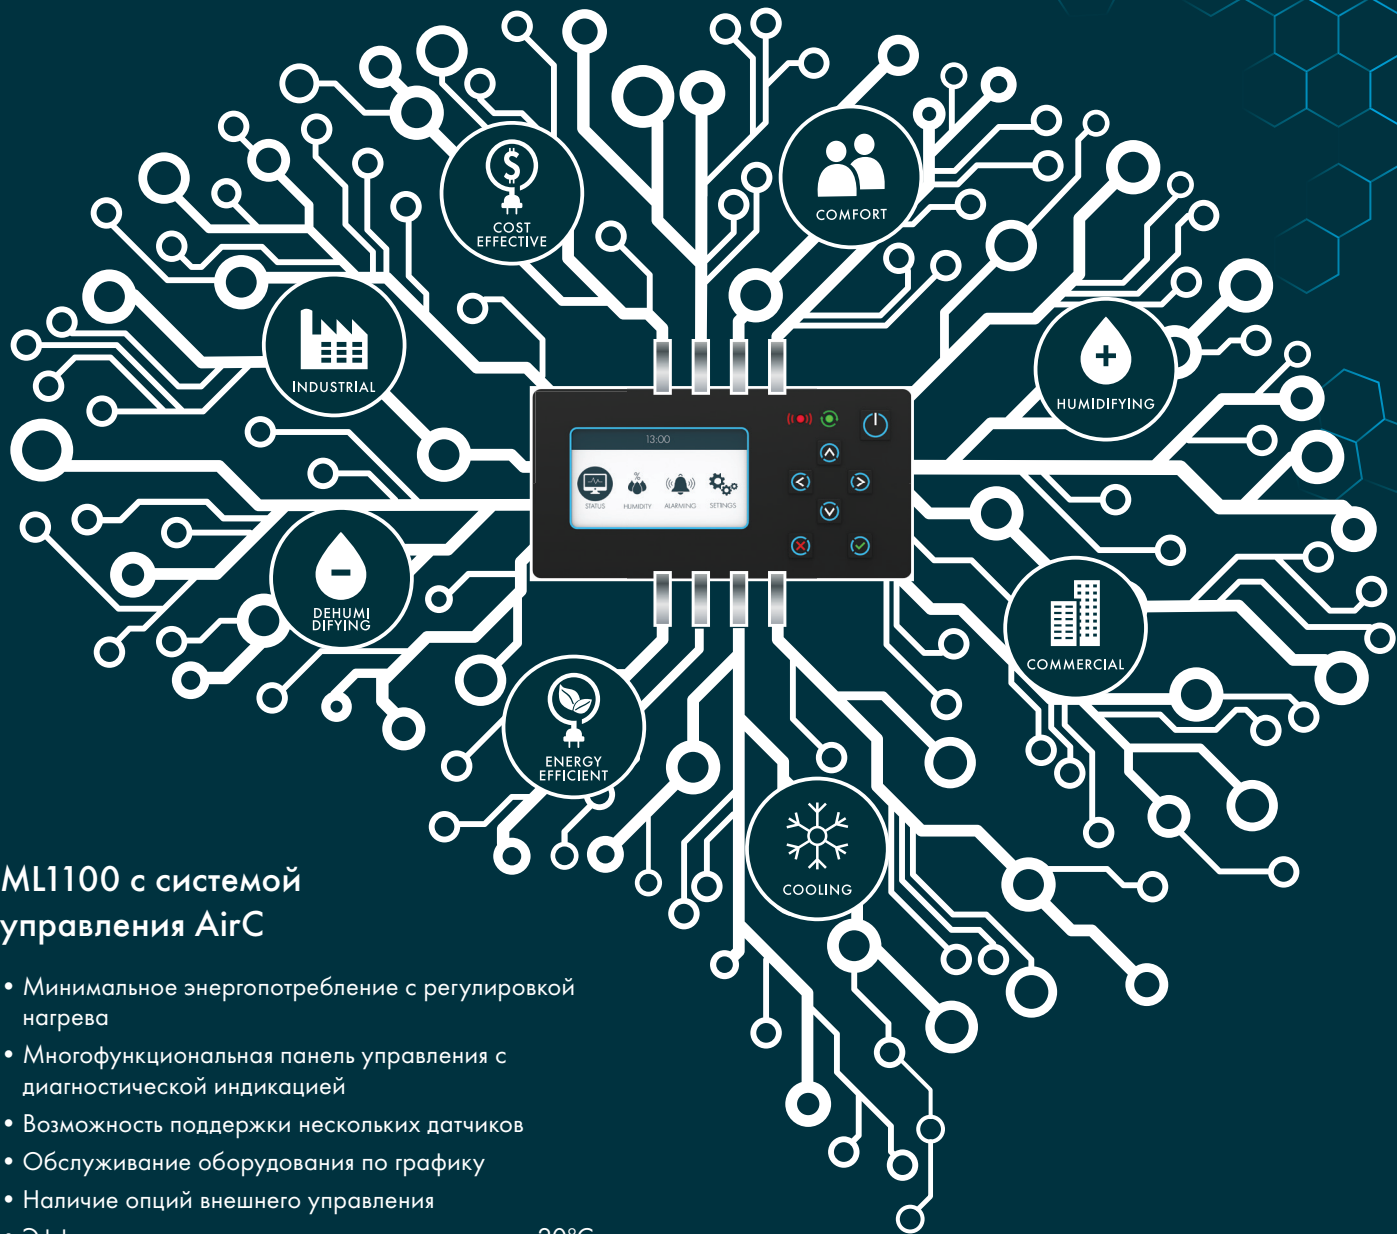 COST
EFFECTIVE
COMFORT
INDUSTRIAL
HUMIDIFYING
13:00
STATUS
HUMIDITY
ALARMING
SETTINGS
DEHUMI
DIFYING
COMMERCIAL
ENERGY
EFFICIENT
COOLING
ML1100 с системой
управления AirC
• Минимальное энергопотребление с регулировкой
нагрева
• Многофункциональная панель управления с
диагностической индикацией
• Возможность поддержки нескольких датчиков
• Обслуживание оборудования по графику
• Наличие опций внешнего управления